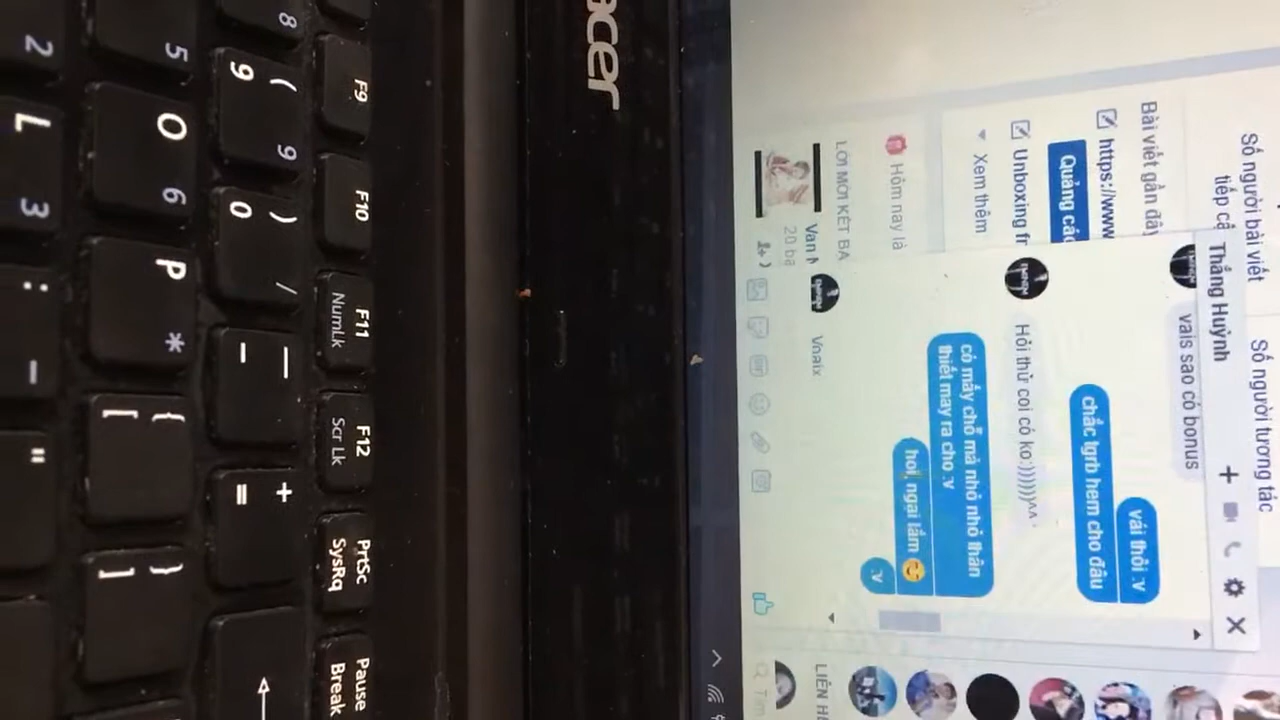 Số người bài viết
tiếp cậ
Số người tương tác
Bài viết gần đây
https://www
Quảng cáo
Unboxing fr
Xem thêm
Hôm nay là
LỜI MỜI KẾT BẠ
Van N
20 bạ
Thắng Huỳnh
vais sao có bonus
vái thôi :v
chắc tgrb hem cho đâu
Hỏi thử coi có ko:))))))^^
có mấy chỗ mà nhỏ nhỏ thân
thiết may ra cho :v
hoi, ngại lắm
:v
Vnaix
GIF
LIÊN HỆ
Tìm
acer
F9
F10
F11
NumLk
F12
Scr Lk
PrtSc
SysRq
Pause
Break
8
( 9
9
) 0
/
_ -
+ =
5
O 6
P *
{ [
} ]
2
L 3
: -
"